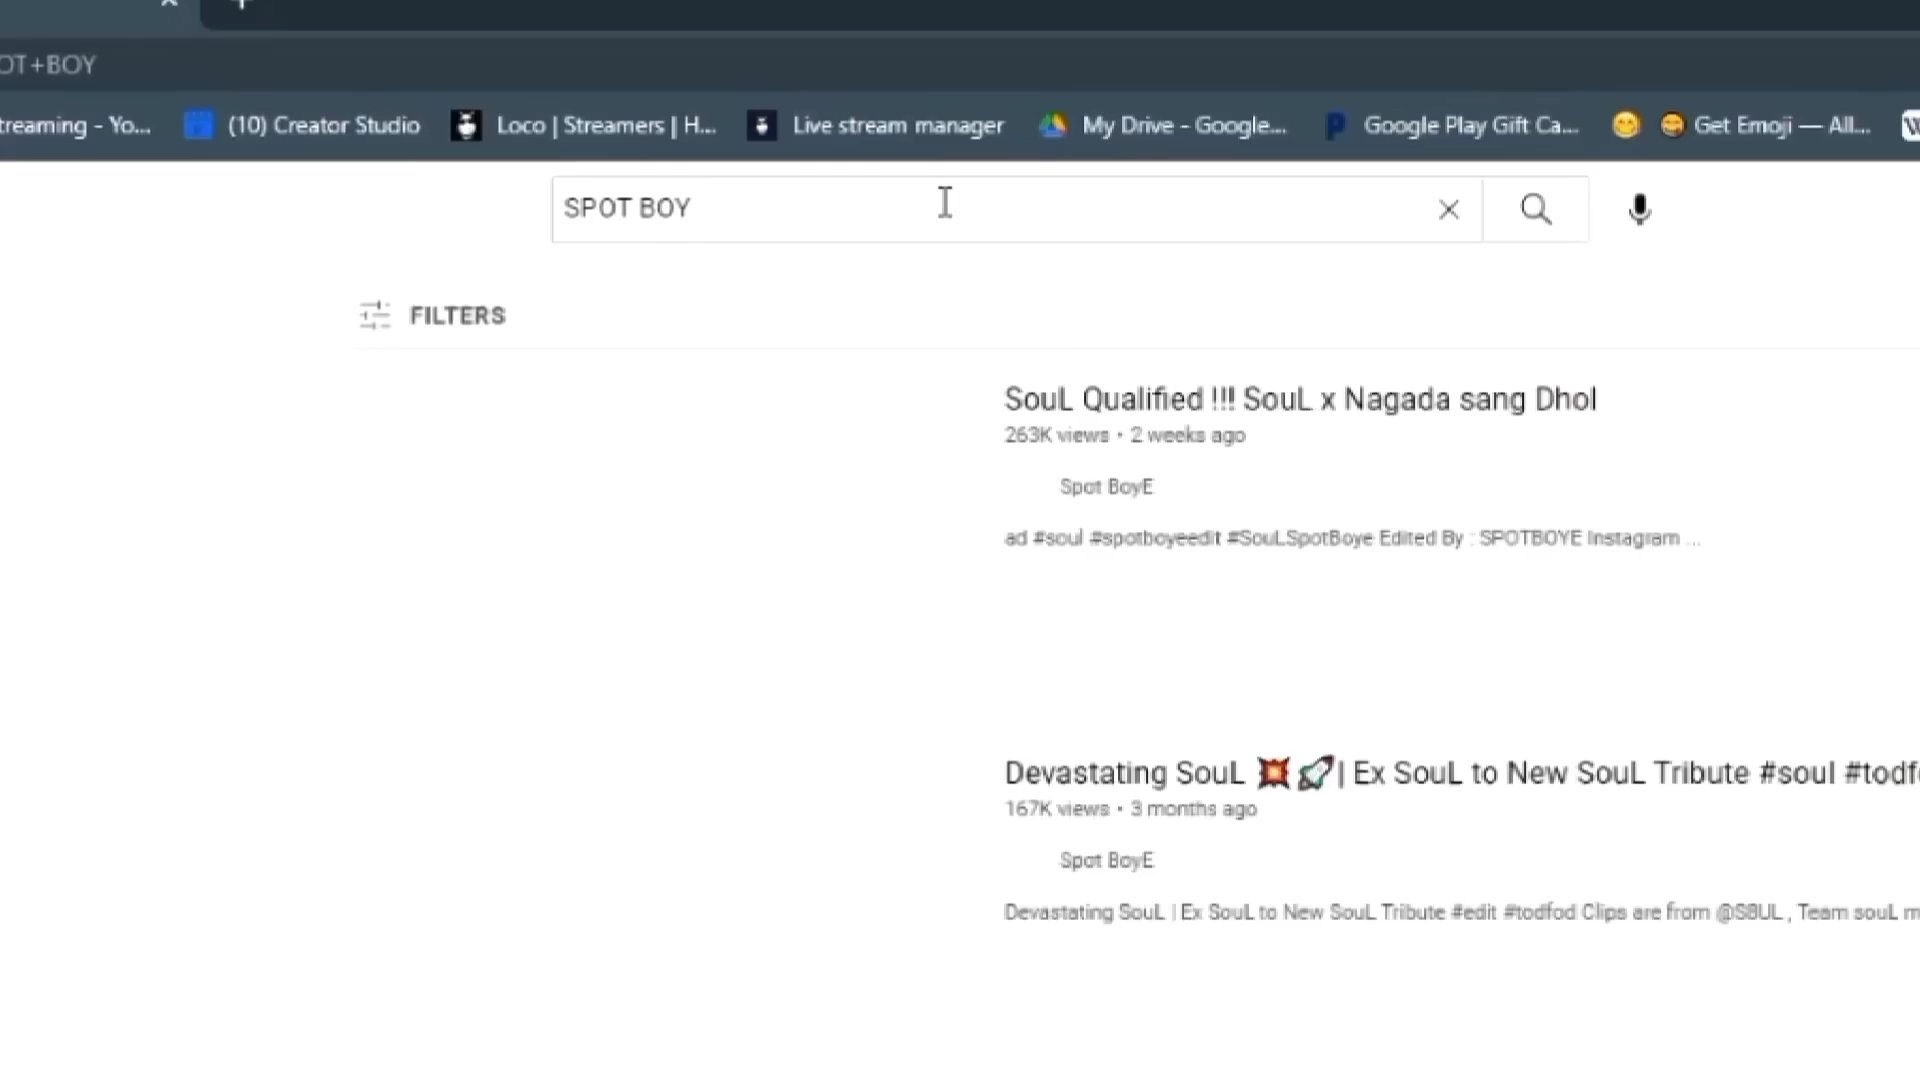 OT+BOY
treaming - Yo... (10) Creator Studio Loco | Streamers | H... Live stream manager My Drive - Google... Google Play Gift Ca... Get Emoji — All...
SPOT BOY
FILTERS
SouL Qualified !!! SouL x Nagada sang Dhol
263K views • 2 weeks ago
Spot BoyE
ad #soul #spotboyeedit #SouLSpotBoye Edited By : SPOTBOYE Instagram ...
Devastating SouL 💥🚀| Ex SouL to New SouL Tribute #soul #todf
167K views • 3 months ago
Spot BoyE
Devastating SouL | Ex SouL to New SouL Tribute #edit #todfod Clips are from @S8UL , Team souL m